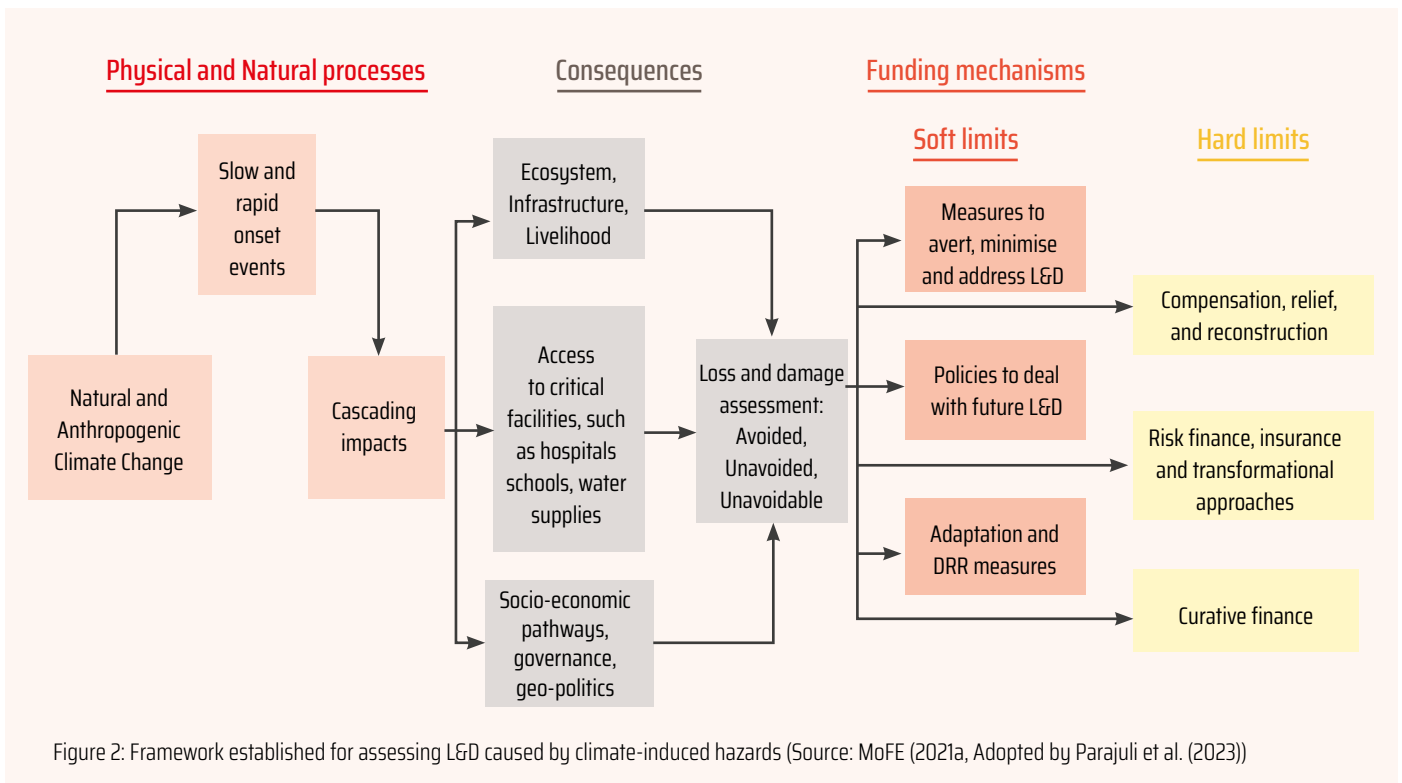 Physical and Natural processes
Consequences
Funding mechanisms
Soft limits
Hard limits
Slow and
rapid
onset
events
Natural and
Anthropogenic
Climate Change
Cascading
impacts
Ecosystem,
Infrastructure,
Livelihood
Access
to critical
facilities, such
as hospitals
schools, water
supplies
Socio-economic
pathways,
governance,
geo-politics
Loss and damage
assessment:
Avoided,
Unavoided,
Unavoidable
Measures to
avert, minimise
and address L&D
Policies to deal
with future L&D
Adaptation and
DRR measures
Compensation, relief,
and reconstruction
Risk finance, insurance
and transformational
approaches
Curative finance
Figure 2: Framework established for assessing L&D caused by climate-induced hazards (Source: MoFE (2021a, Adopted by Parajuli et al. (2023))